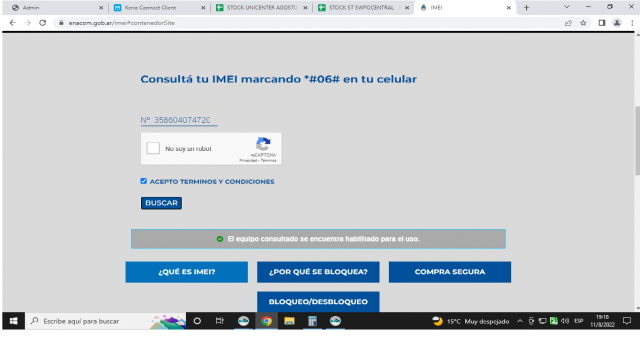 Admin
Kerio Connect Client
STOCK UNICENTER AGOSTO
STOCK ST SWPOCENTRAL
IMEI
enacom.gob.ar/imei#contenedorSite
Consultá tu IMEI marcando *#06# en tu celular
Nº 35860407472
No soy un robot
reCAPTCHA
Privacidad - Términos
ACEPTO TERMINOS Y CONDICIONES
BUSCAR
El equipo consultado se encuentra habilitado para el uso.
¿QUÉ ES IMEI?
¿POR QUÉ SE BLOQUEA?
COMPRA SEGURA
BLOQUEO/DESBLOQUEO
Escribe aquí para buscar
15°C Muy despejado
ESP
19:16
11/8/2022